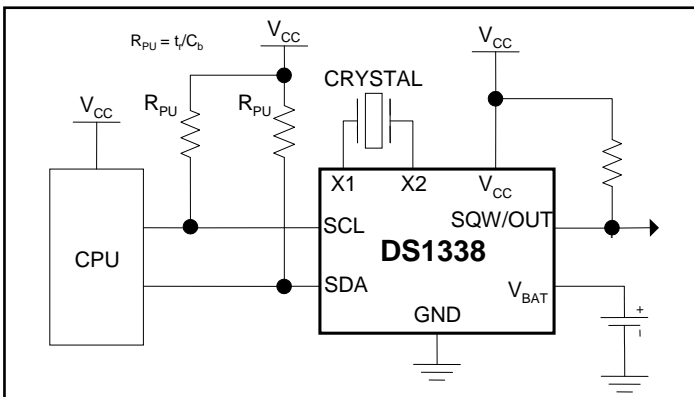 R_PU = t_r/C_b
V_CC
V_CC
CRYSTAL
V_CC
R_PU
R_PU
X1
X2
V_CC
SCL
SQW/OUT
DS1338
CPU
SDA
V_BAT
GND
+
–